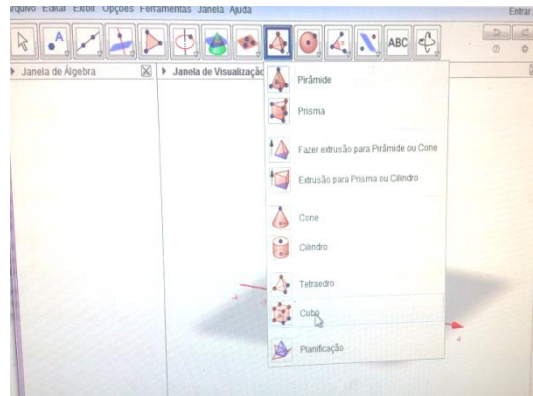 Arquivo Editar Exibir Opções Ferramentas Janela Ajuda
Entrar
A
ABC
Janela de Álgebra
Janela de Visualização
Pirâmide
Prisma
Fazer extrusão para Pirâmide ou Cone
Extrusão para Prisma ou Cilindro
Cone
Cilindro
Tetraedro
Cubo
Planificação